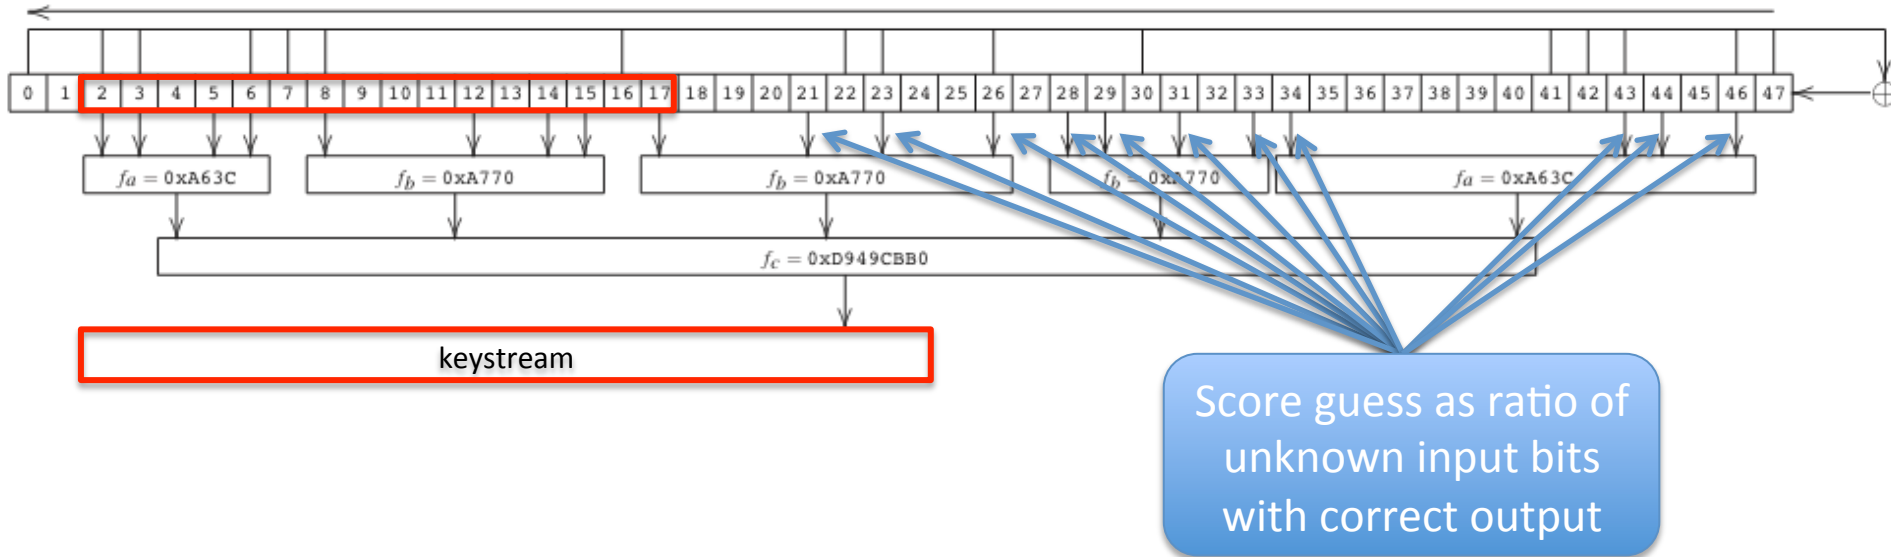 0 1 2 3 4 5 6 7 8 9 10 11 12 13 14 15 16 17 18 19 20 21 22 23 24 25 26 27 28 29 30 31 32 33 34 35 36 37 38 39 40 41 42 43 44 45 46 47
fa = 0xA63C fb = 0xA770 fb = 0xA770 fb = 0xA770 fa = 0xA63C
fc = 0xD949CBB0
keystream
Score guess as ratio of
unknown input bits
with correct output